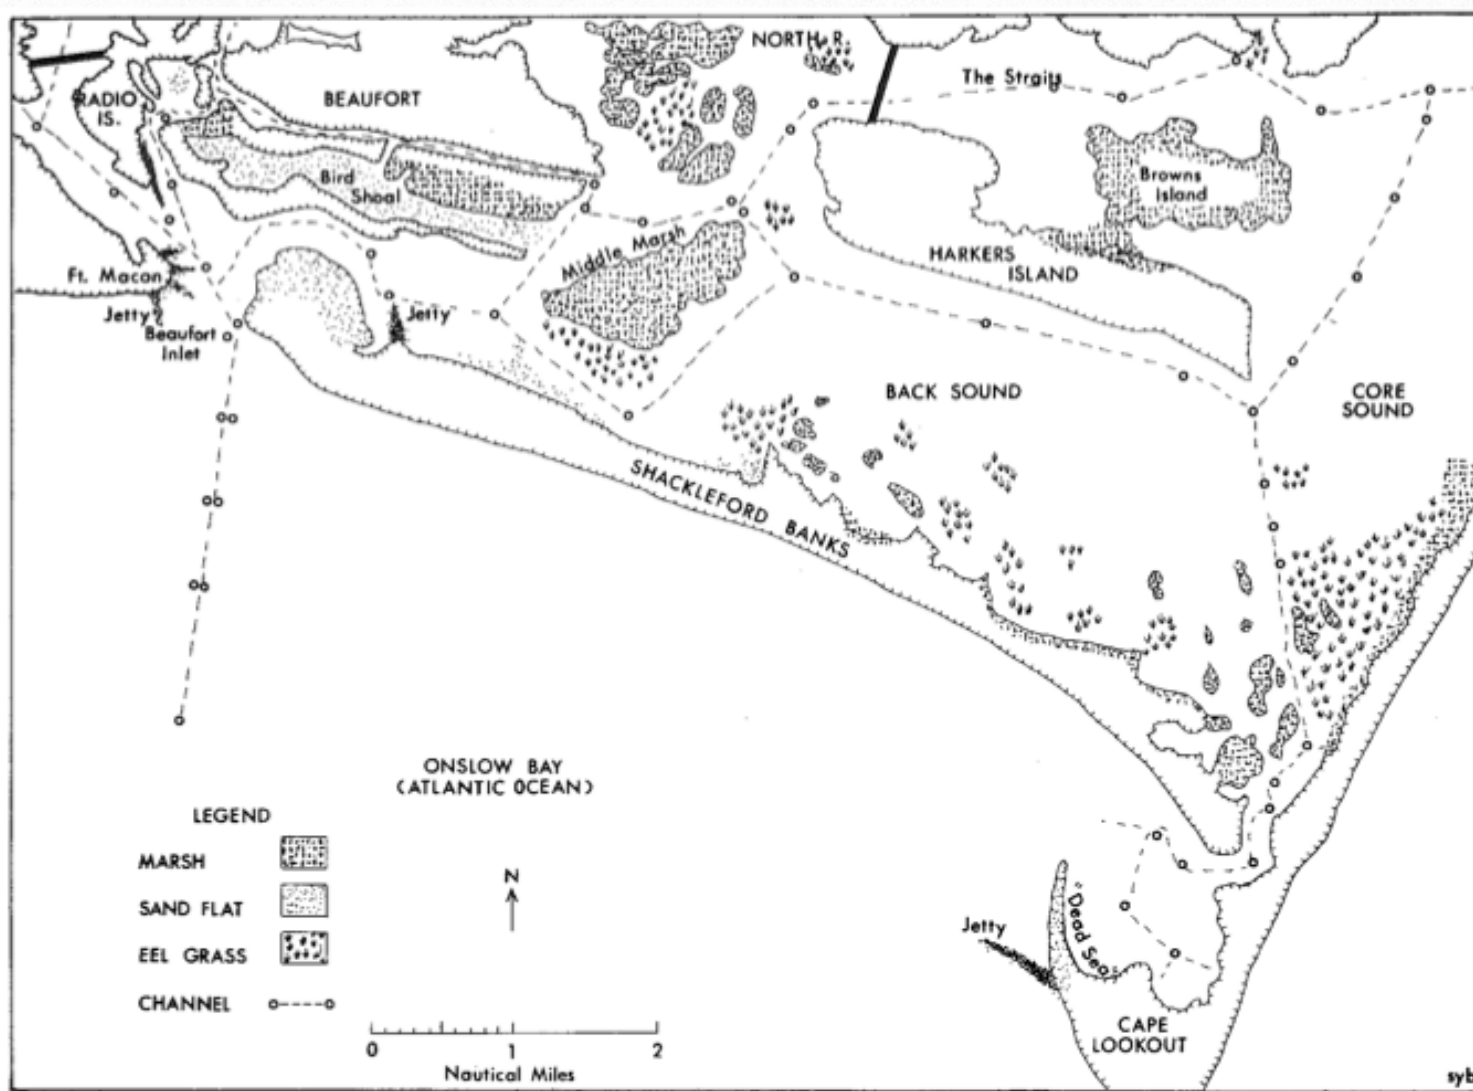 NORTH R.
The Straits
RADIO
IS.
BEAUFORT
Bird
Shoal
Browns
Island
Middle Marsh
HARKERS
ISLAND
Ft. Macon
Jetty
Beaufort
Inlet
Jetty
BACK SOUND
CORE
SOUND
SHACKLEFORD BANKS
ONSLOW BAY
(ATLANTIC OCEAN)
LEGEND
MARSH
SAND FLAT
EEL GRASS
CHANNEL
N
0 1 2
Nautical Miles
Jetty
"Dead Sea"
CAPE
LOOKOUT
syb